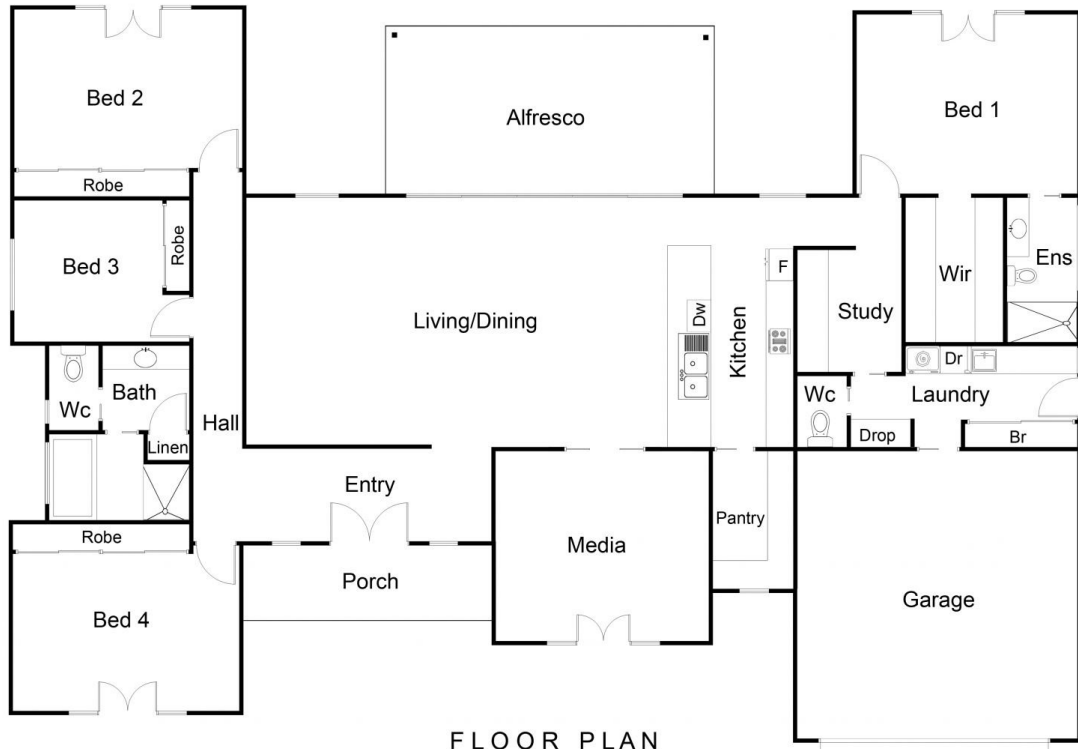 Bed 2
Robe
Alfresco
Bed 1
Bed 3
Robe
Living/Dining
Dw
Kitchen
F
Study
Wir
Ens
Wc
Bath
Linen
Hall
Wc
Drop
Dr
Laundry
Br
Entry
Porch
Media
Pantry
Garage
Robe
Bed 4
FLOOR PLAN